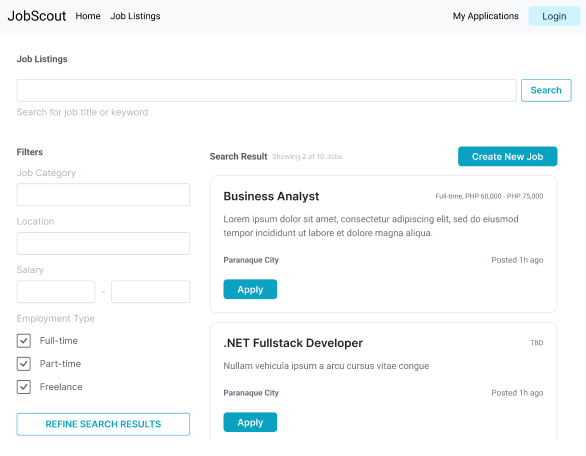 JobScout Home Job Listings My Applications Login
Job Listings
Search
Search for job title or keyword
Filters
Job Category
Location
Salary
-
Employment Type
Full-time
Part-time
Freelance
REFINE SEARCH RESULTS
Search Result Showing 2 of 10 Jobs Create New Job
Business Analyst Full-time, PHP 60,000 - PHP 75,000
Lorem ipsum dolor sit amet, consectetur adipiscing elit, sed do eiusmod
tempor incididunt ut labore et dolore magna aliqua.
Paranaque City Posted 1h ago
Apply
.NET Fullstack Developer TBD
Nullam vehicula ipsum a arcu cursus vitae congue
Paranaque City Posted 1h ago
Apply